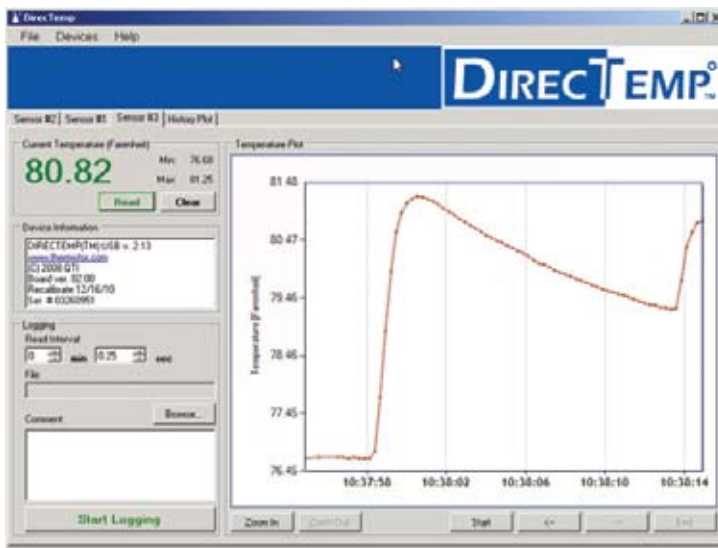 DirecTemp
File Devices Help
DIRECTEMP°
TM
Sensor #2 Sensor #1 Sensor #3 History Plot
Current Temperature (Farenheit)
80.82
Min: 76.68
Max: 81.25
Read Clear
Device Information
DIRECTEMP(TM) USB v. 2.13
(C) 2008 QTI
Board ver. 02.00
Recalibrate 12/16/10
Ser. # 03260951
Logging
Read Interval
0 min 0.25 sec
File
Browse...
Comment
Start Logging
Temperature Plot
81.48
80.47
79.46
78.46
77.45
76.45
Temperature [Farenheit]
10:37:58 10:38:02 10:38:06 10:38:10 10:38:14
Zoom In Zoom Out Start <-